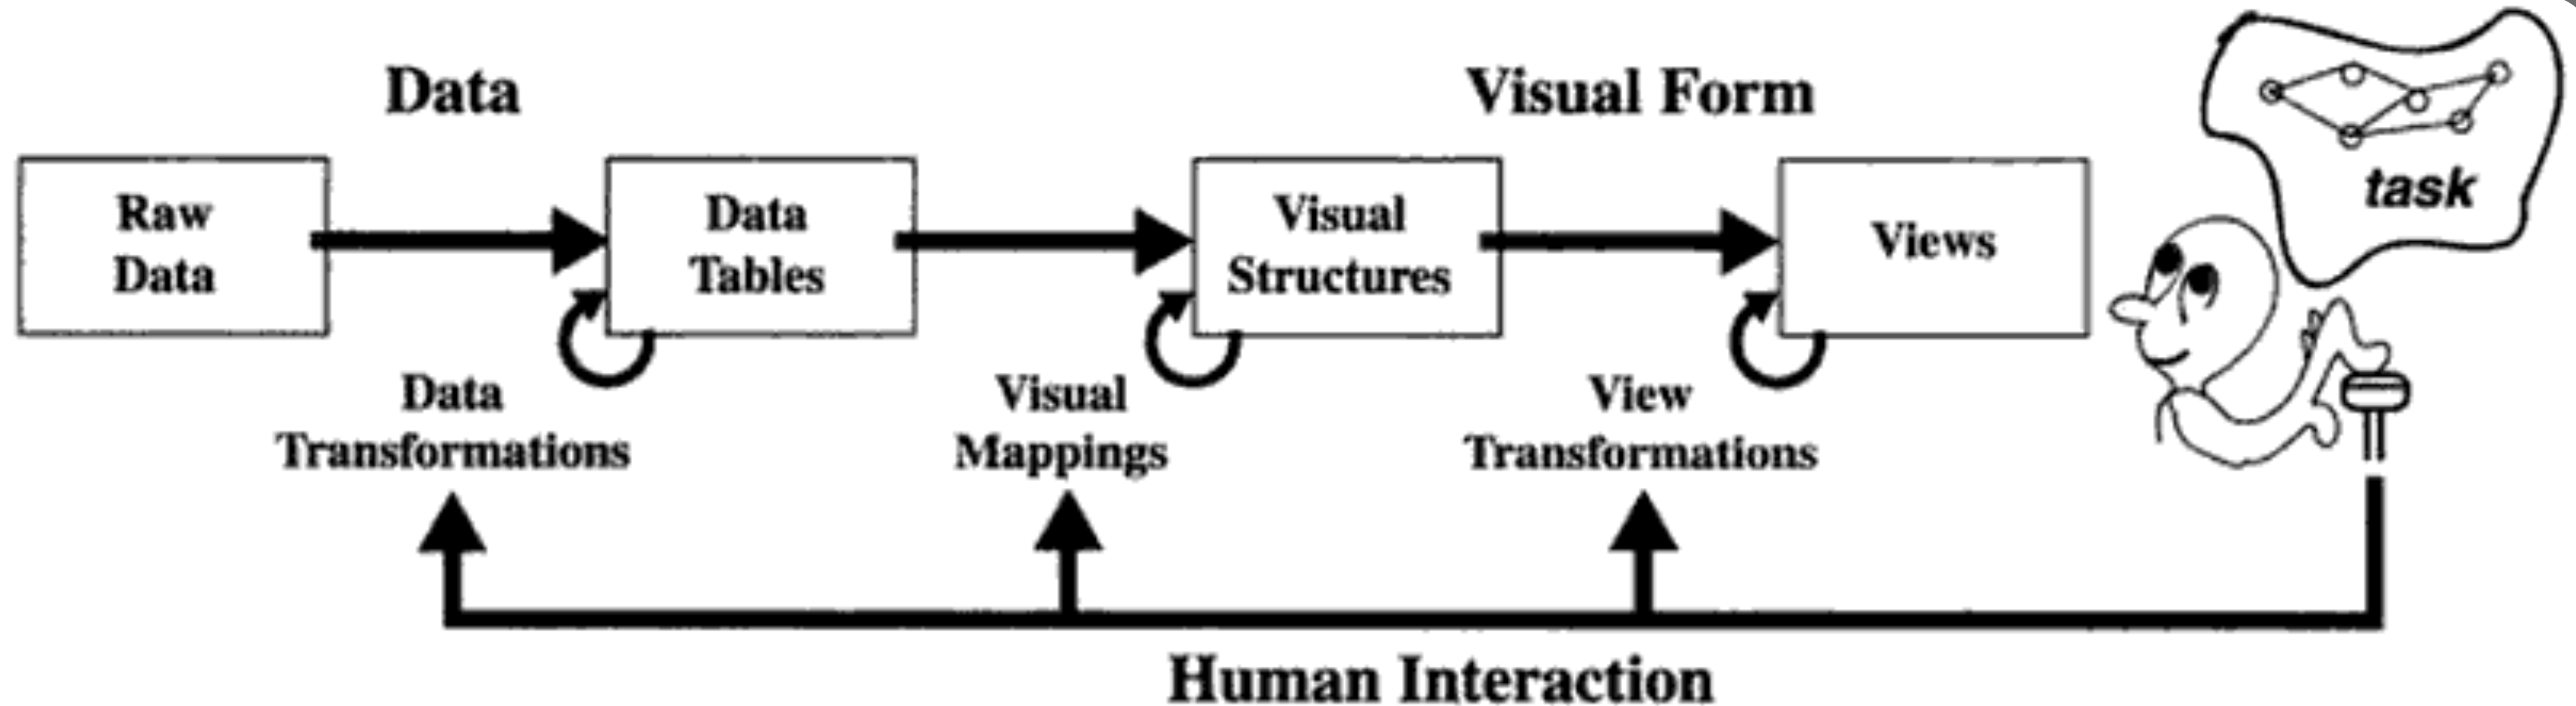 Data
Visual Form
Raw
Data
Data
Tables
Visual
Structures
Views
task
Data
Transformations
Visual
Mappings
View
Transformations
Human Interaction